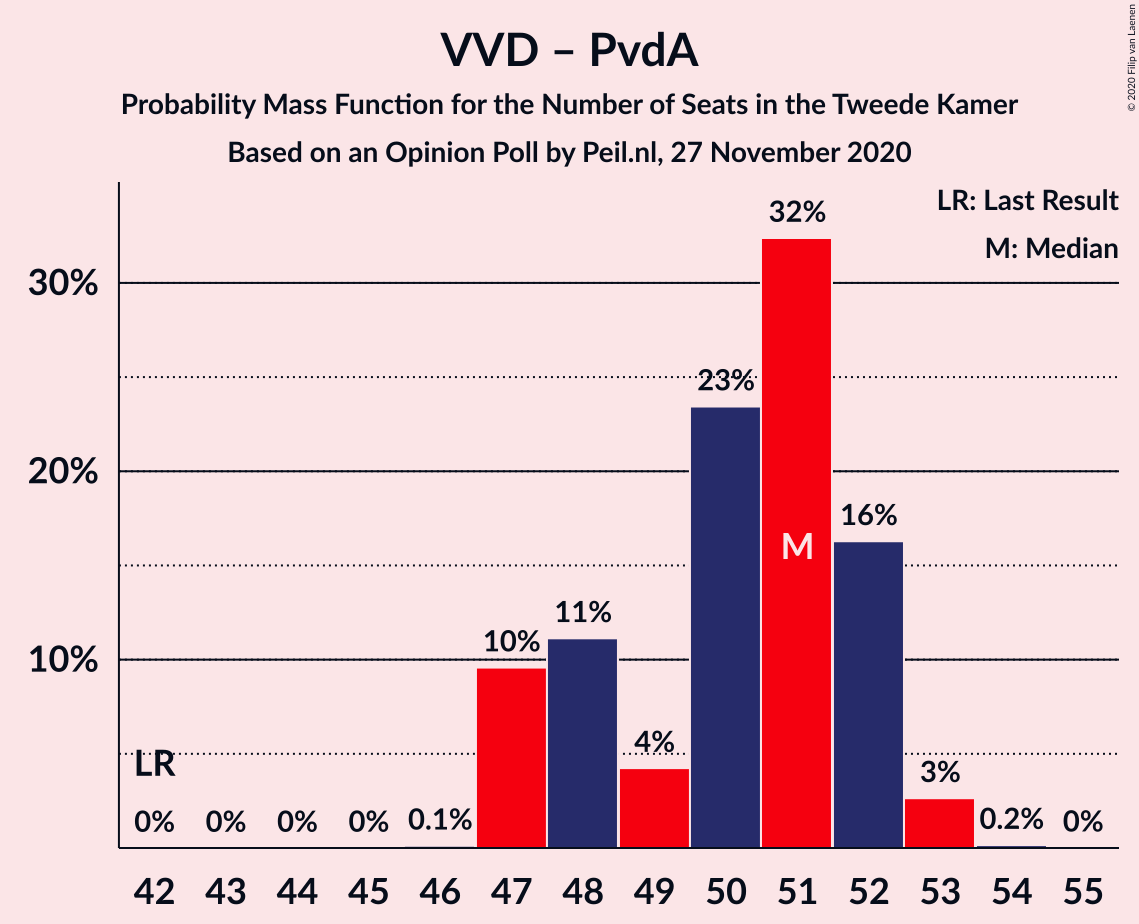 VVD – PvdA
Probability Mass Function for the Number of Seats in the Tweede Kamer
Based on an Opinion Poll by Peil.nl, 27 November 2020
© 2020 Filip van Laenen
LR: Last Result
M: Median
30%
20%
10%
LR
0%
0%
0%
0%
0.1%
10%
11%
4%
23%
32%
M
16%
3%
0.2%
0%
42 43 44 45 46 47 48 49 50 51 52 53 54 55